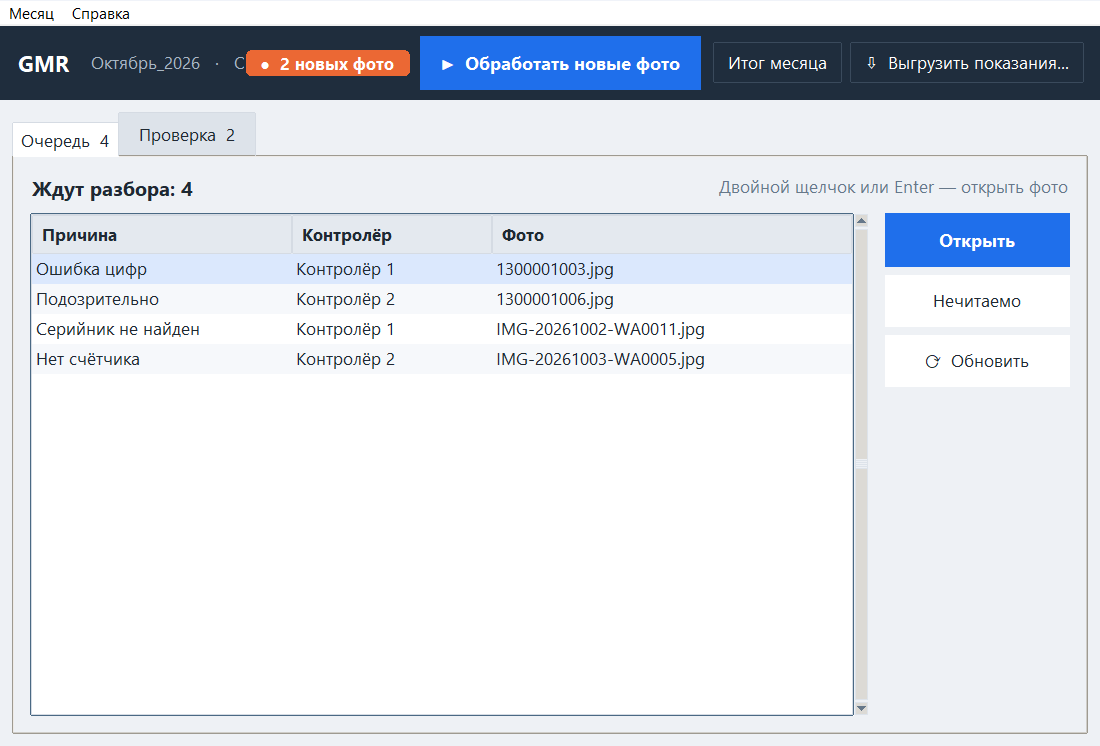 Месяц Справка
GMR Октябрь_2026 · С ● 2 новых фото ► Обработать новые фото Итог месяца ⇩ Выгрузить показания...
Очередь 4 Проверка 2
Ждут разбора: 4 Двойной щелчок или Enter — открыть фото
Причина Контролёр Фото Открыть
Ошибка цифр Контролёр 1 1300001003.jpg
Подозрительно Контролёр 2 1300001006.jpg Нечитаемо
Серийник не найден Контролёр 1 IMG-20261002-WA0011.jpg
Нет счётчика Контролёр 2 IMG-20261003-WA0005.jpg ⟳ Обновить